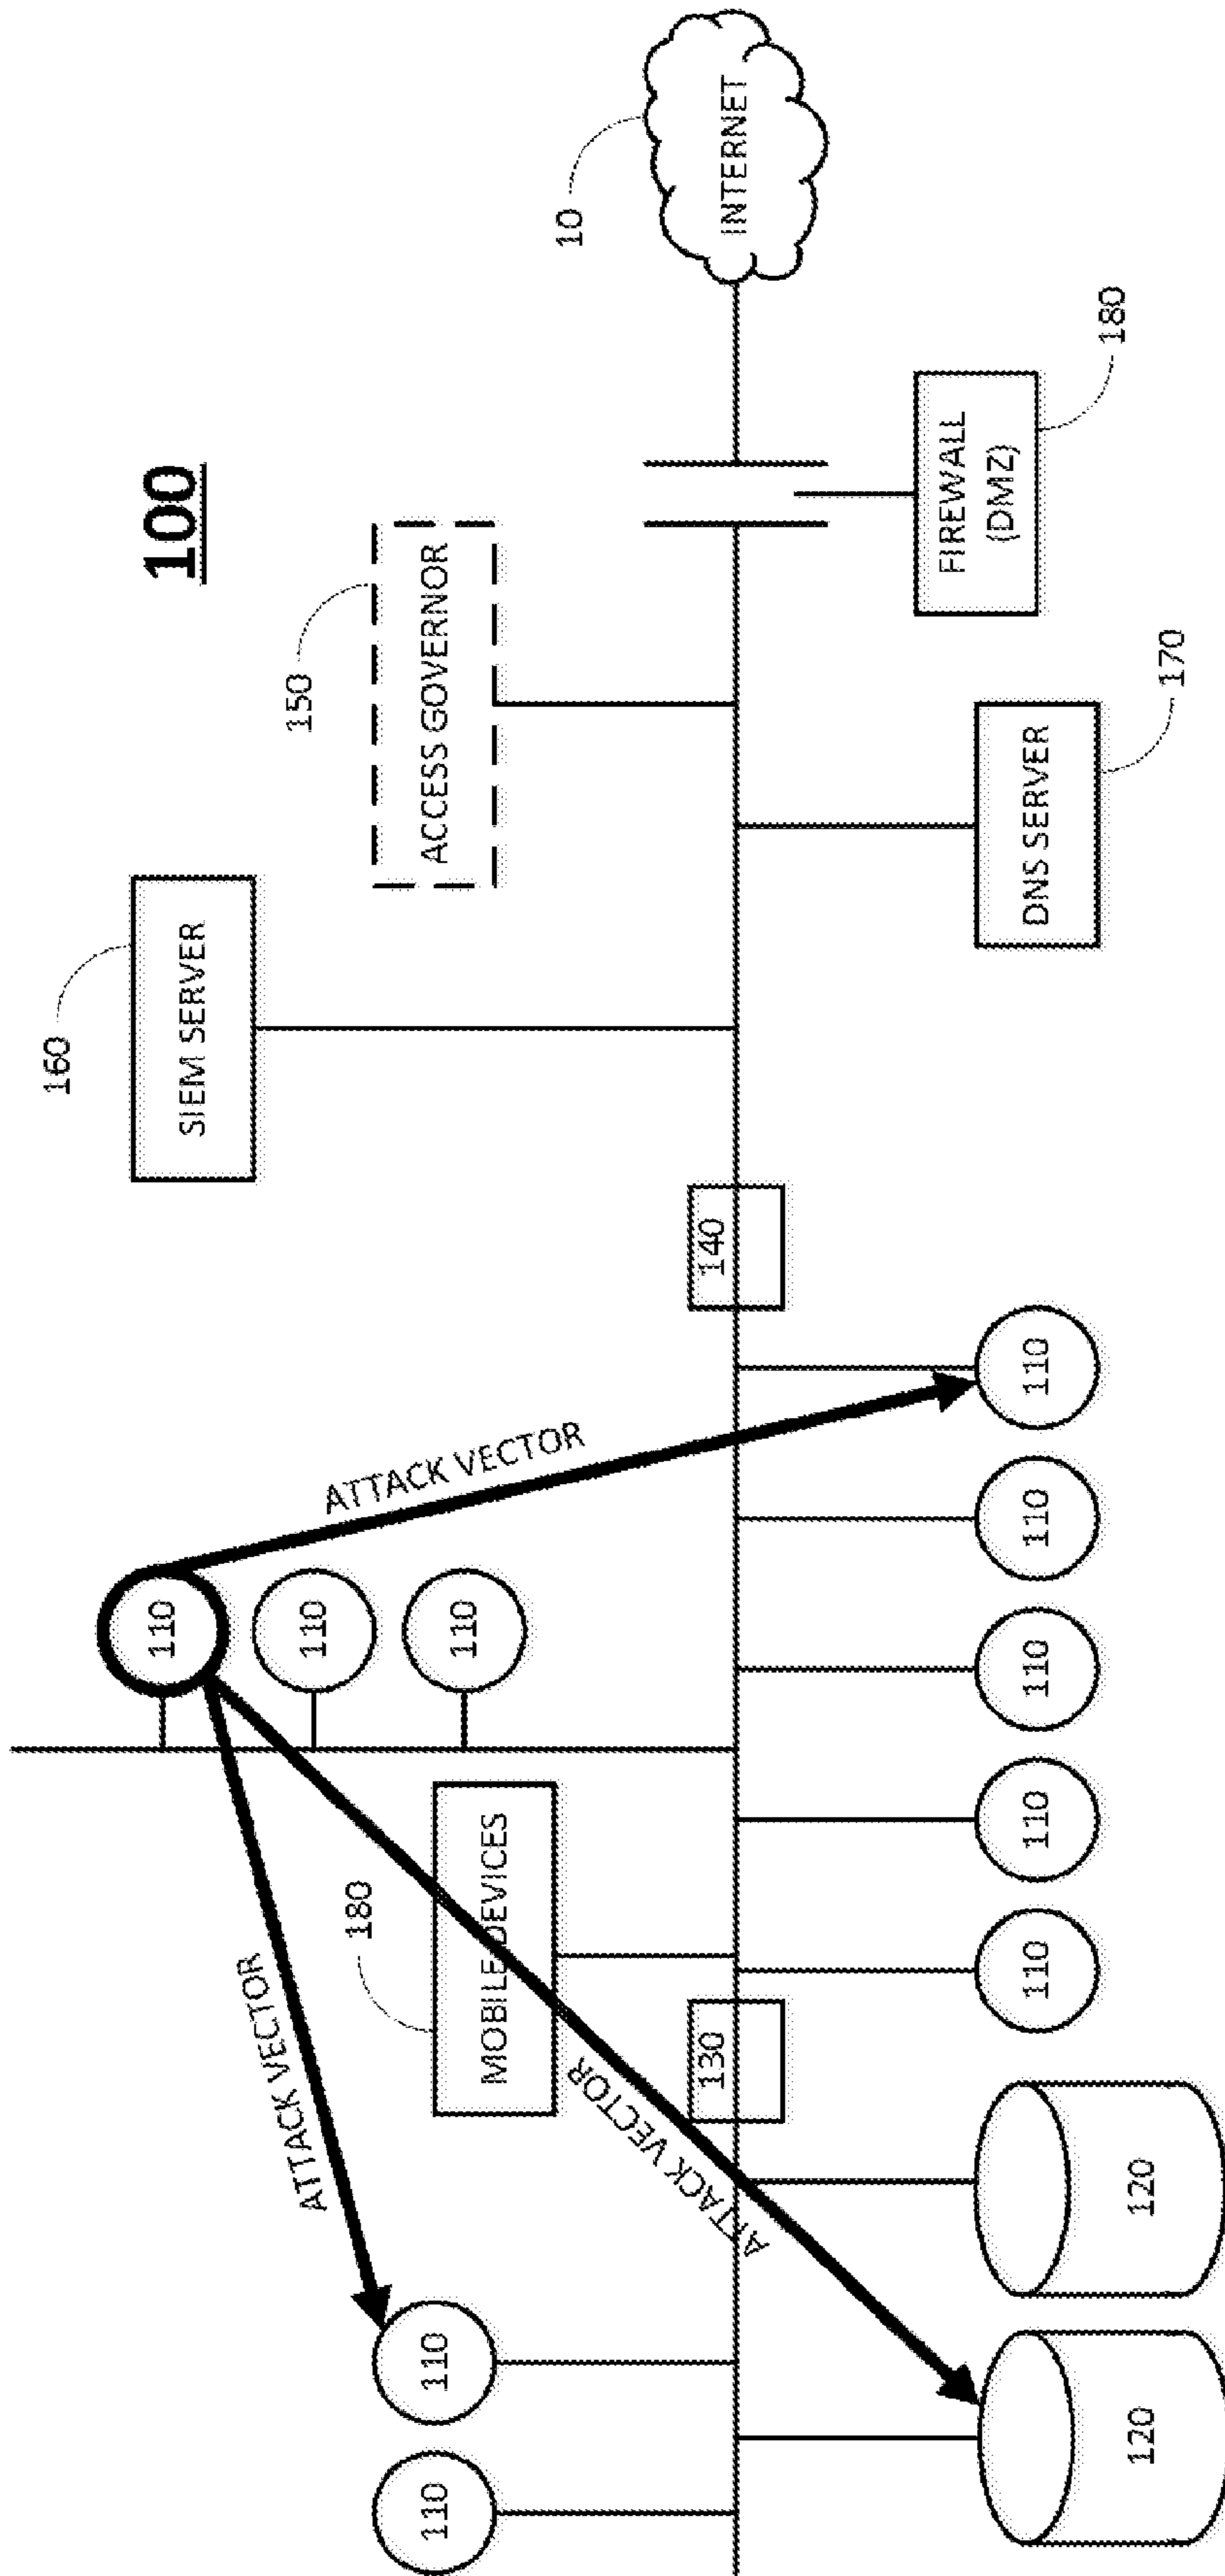 160
100
110
SIEM SERVER
ATTACK VECTOR
110
150
180
ATTACK VECTOR
110
110
MOBILE DEVICES
110
ACCESS GOVERNOR
10
ATTACK VECTOR
130
140
INTERNET
FIREWALL
(DMZ)
110
110
110
110
110
DNS SERVER
180
120
120
170